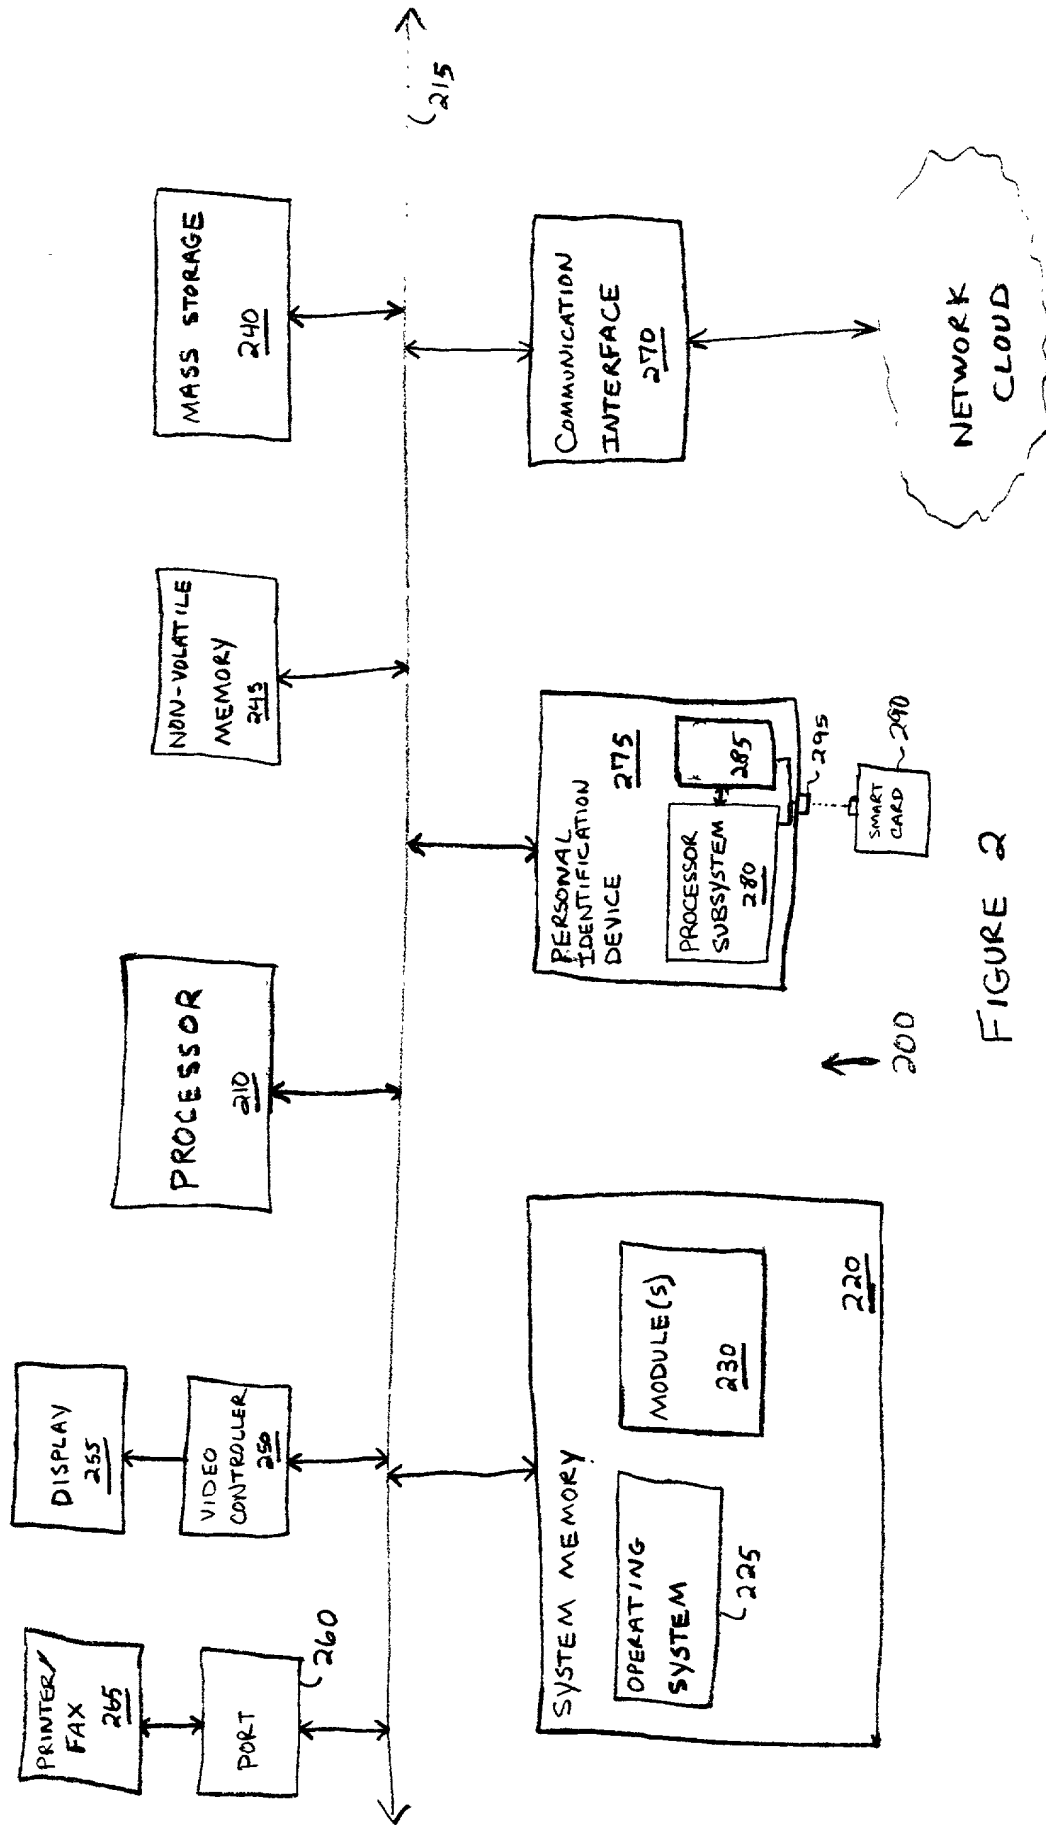 PRINTER/
FAX
265
DISPLAY
255
PORT
260
VIDEO
CONTROLLER
250
PROCESSOR
210
NON-VOLATILE
MEMORY
245
MASS STORAGE
240
215
SYSTEM MEMORY
OPERATING
SYSTEM
225
MODULE(S)
230
220
PERSONAL
IDENTIFICATION
DEVICE
275
PROCESSOR
SUBSYSTEM
280
285
295
SMART
CARD
290
COMMUNICATION
INTERFACE
270
NETWORK
CLOUD
200
FIGURE 2